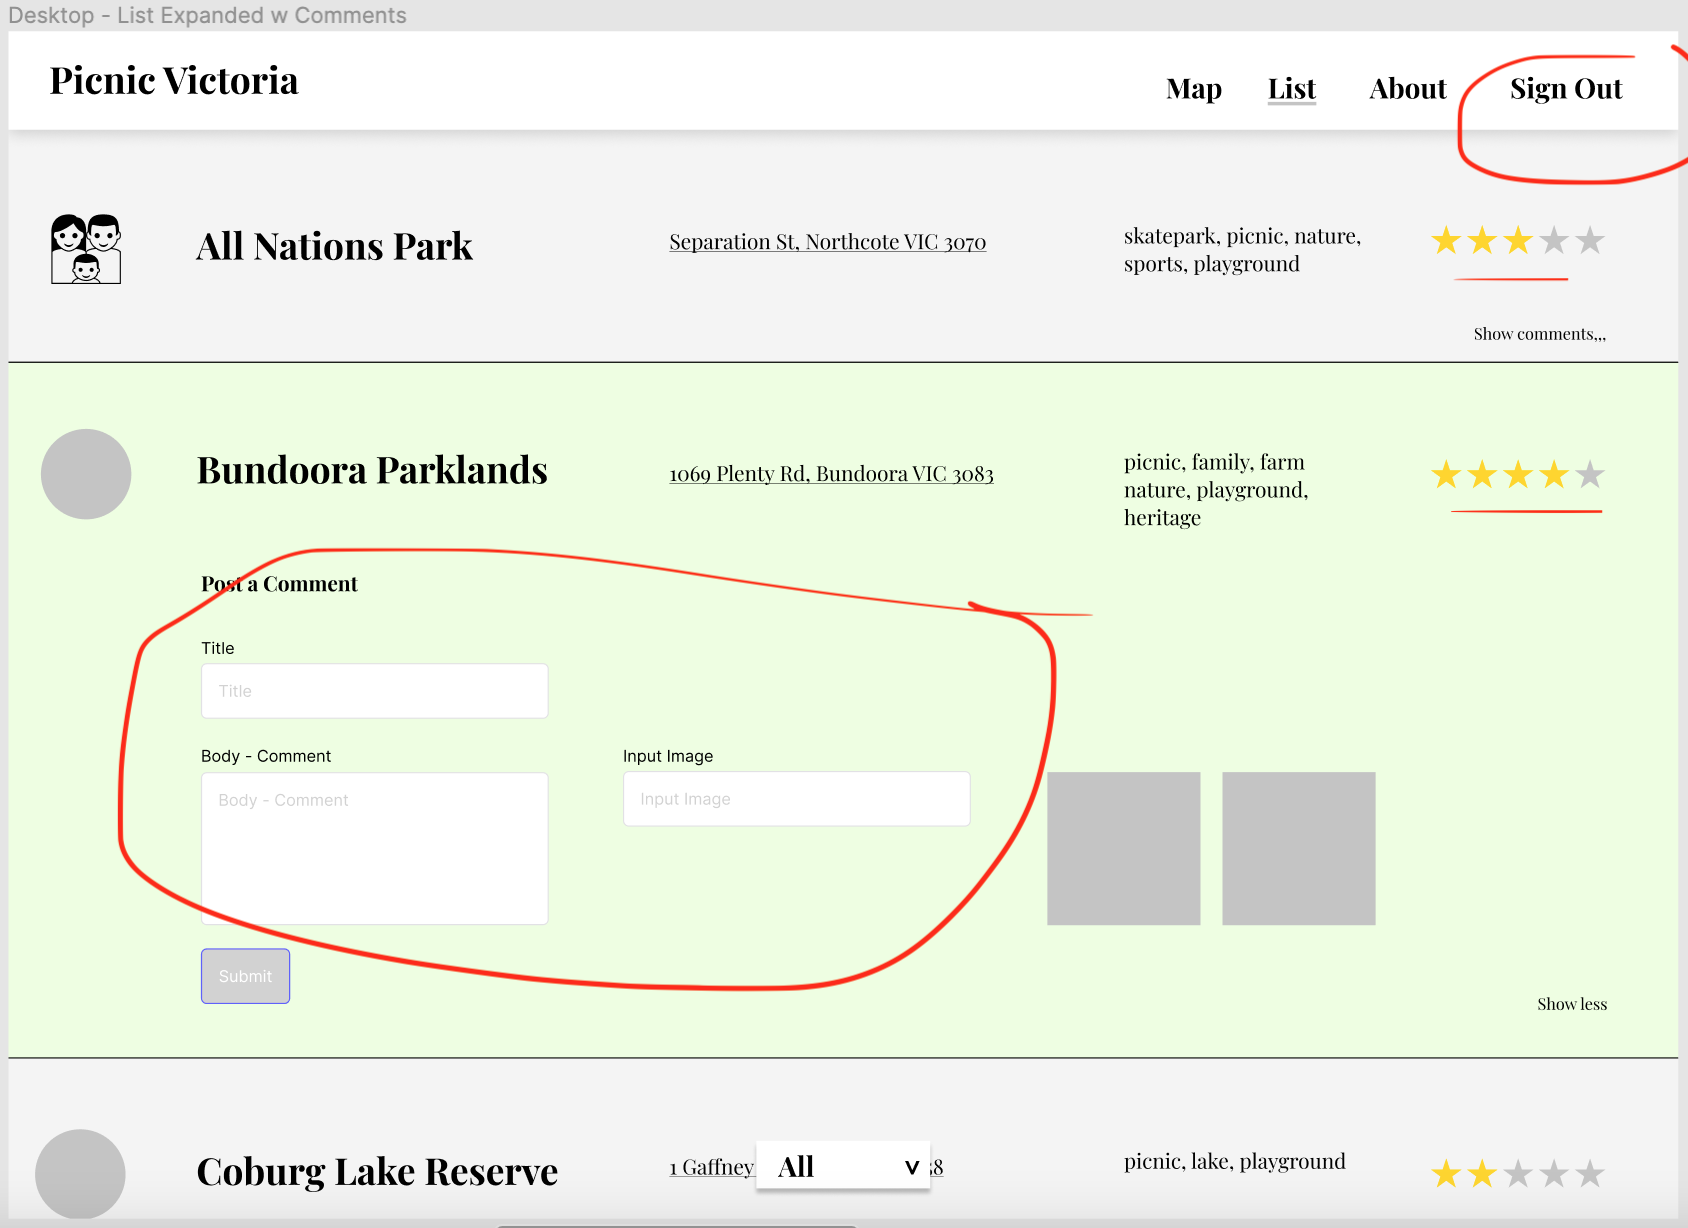 Desktop - List Expanded w Comments
Picnic Victoria
Map
List
About
Sign Out
All Nations Park
Separation St, Northcote VIC 3070
skatepark, picnic, nature,
sports, playground
Show comments,,,
Bundoora Parklands
1069 Plenty Rd, Bundoora VIC 3083
picnic, family, farm
nature, playground,
heritage
Post a Comment
Title
Title
Body - Comment
Input Image
Body - Comment
Input Image
Submit
Show less
Coburg Lake Reserve
1 Gaffney
All
v
picnic, lake, playground